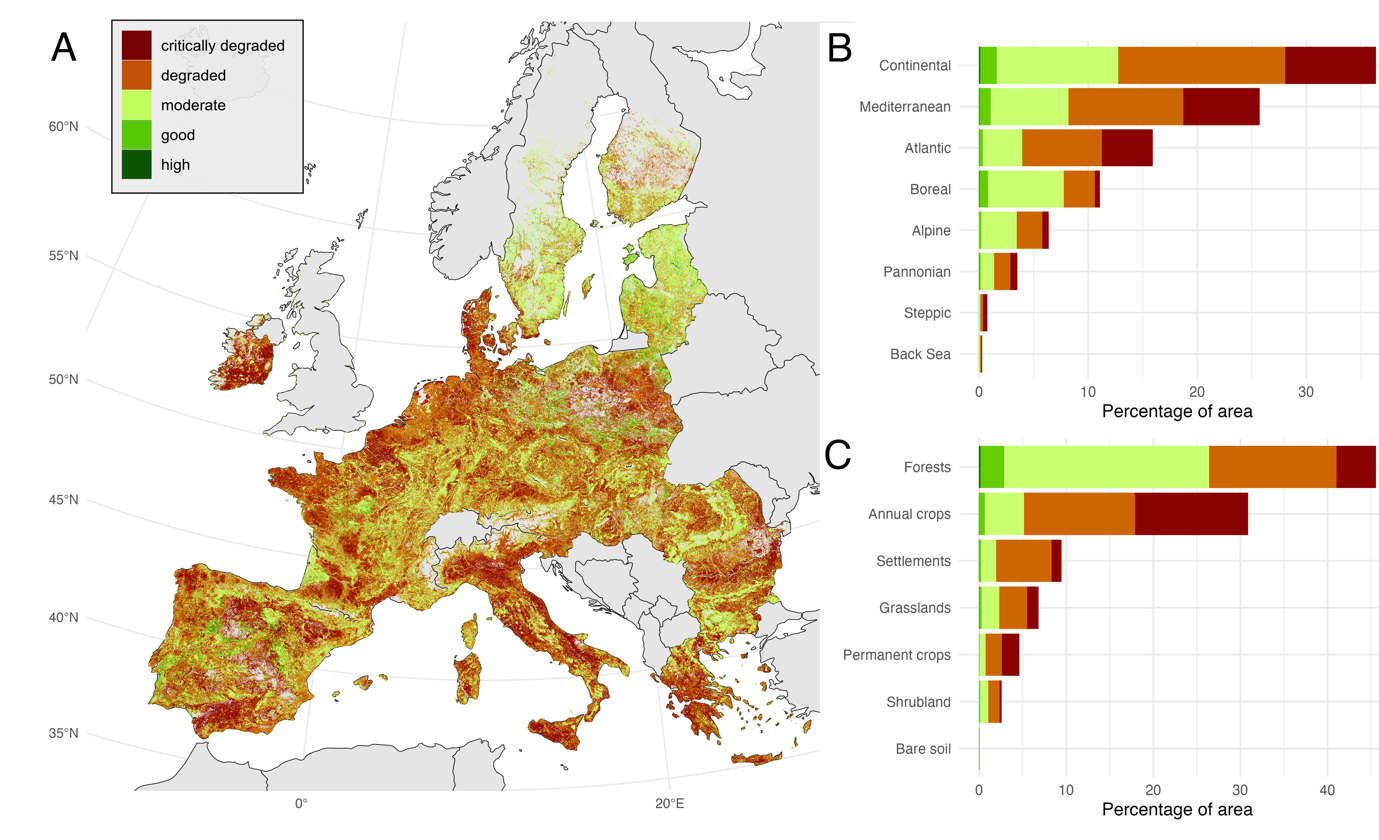 A
critically degraded
degraded
moderate
good
high
60°N
55°N
50°N
45°N
40°N
35°N
0°
20°E
B
Continental
Mediterranean
Atlantic
Boreal
Alpine
Pannonian
Steppic
Back Sea
0 10 20 30
Percentage of area
C
Forests
Annual crops
Settlements
Grasslands
Permanent crops
Shrubland
Bare soil
0 10 20 30 40
Percentage of area